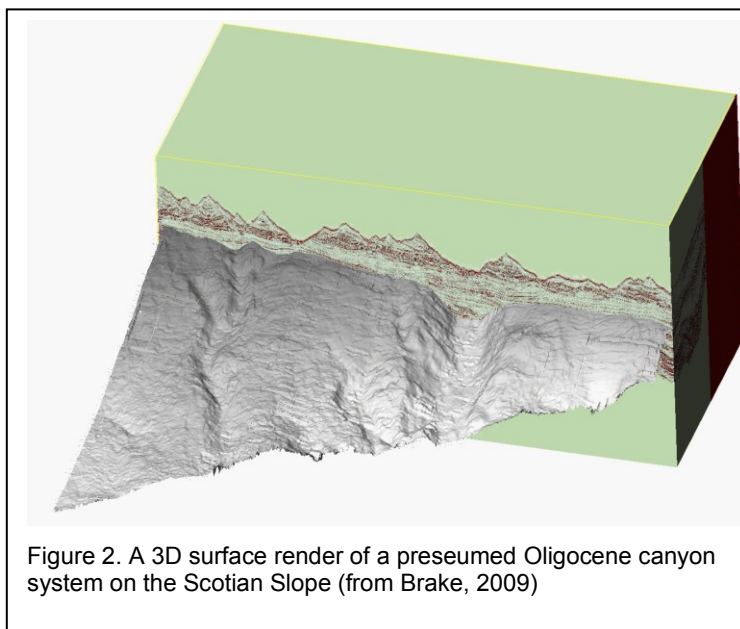 Figure 2. A 3D surface render of a preseumed Oligocene canyon
system on the Scotian Slope (from Brake, 2009)